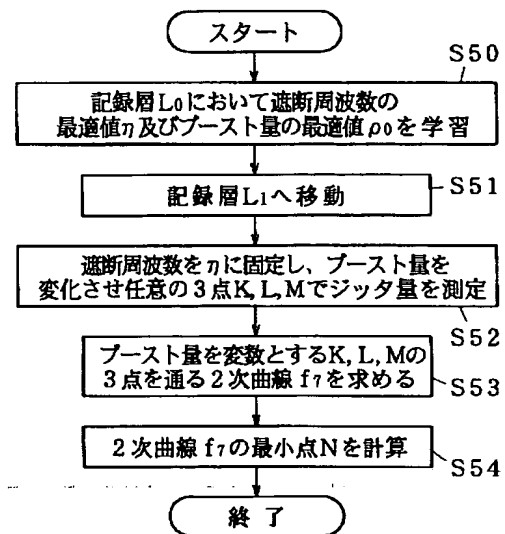 スタート
S50
記録層L0において遮断周波数の
最適値η及びブースト量の最適値ρ0を学習
記録層L1へ移動
S51
遮断周波数をηに固定し、ブースト量を
変化させ任意の3点K, L, Mでジッタ量を測定
S52
ブースト量を変数とするK, L, Mの
3点を通る2次曲線f7を求める
S53
2次曲線f7の最小点Nを計算
S54
終了